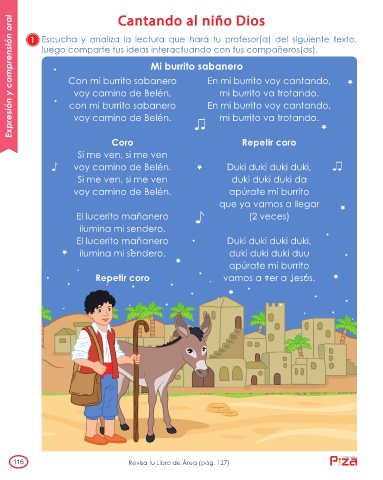 Expresión y comprensión oral
Cantando al niño Dios
1 Escucha y analiza la lectura que hará tu profesor(a) del siguiente texto,
luego comparte tus ideas interactuando con tus compañeros(as).
Mi burrito sabanero
Con mi burrito sabanero
voy camino de Belén,
con mi burrito sabanero
voy camino de Belén.
Coro
Si me ven, si me ven
voy camino de Belén.
Si me ven, si me ven
voy camino de Belén.
El lucerito mañanero
ilumina mi sendero.
El lucerito mañanero
ilumina mi sendero.
Repetir coro
En mi burrito voy cantando,
mi burrito va trotando.
En mi burrito voy cantando,
mi burrito va trotando.
Repetir coro
Duki duki duki duki,
duki duki duki da
apúrate mi burrito
que ya vamos a llegar
(2 veces)
Duki duki duki duki,
duki duki duki duu
apúrate mi burrito
vamos a ver a Jesús.
116
Revisa tu Libro de Área (pág. 127)
Piza